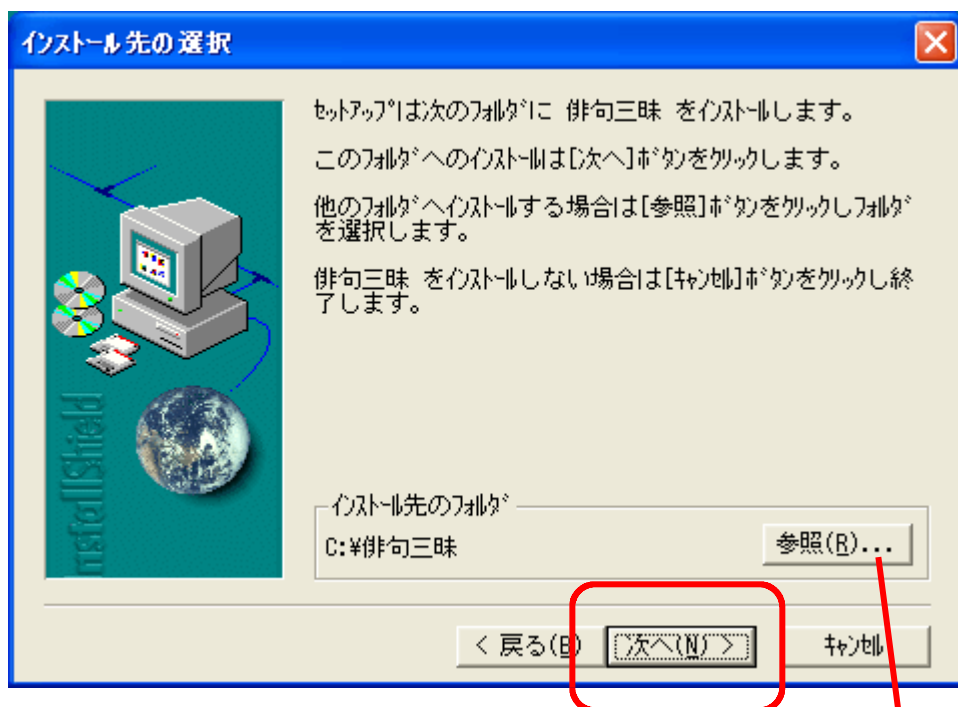 インストール先の選択
ｾｯﾄｱｯﾌﾟは次のﾌｫﾙﾀﾞに 俳句三昧 をｲﾝｽﾄｰﾙします。
このﾌｫﾙﾀﾞへのｲﾝｽﾄｰﾙは[次へ]ﾎﾞﾀﾝをｸﾘｯｸします。
他のﾌｫﾙﾀﾞへｲﾝｽﾄｰﾙする場合は[参照]ﾎﾞﾀﾝをｸﾘｯｸしﾌｫﾙﾀﾞ
を選択します。
俳句三昧 をｲﾝｽﾄｰﾙしない場合は[ｷｬﾝｾﾙ]ﾎﾞﾀﾝをｸﾘｯｸし終
了します。
InstallShield
ｲﾝｽﾄｰﾙ先のﾌｫﾙﾀﾞ
C:¥俳句三昧
参照(R)...
< 戻る(B)
次へ(N) >
ｷｬﾝｾﾙ